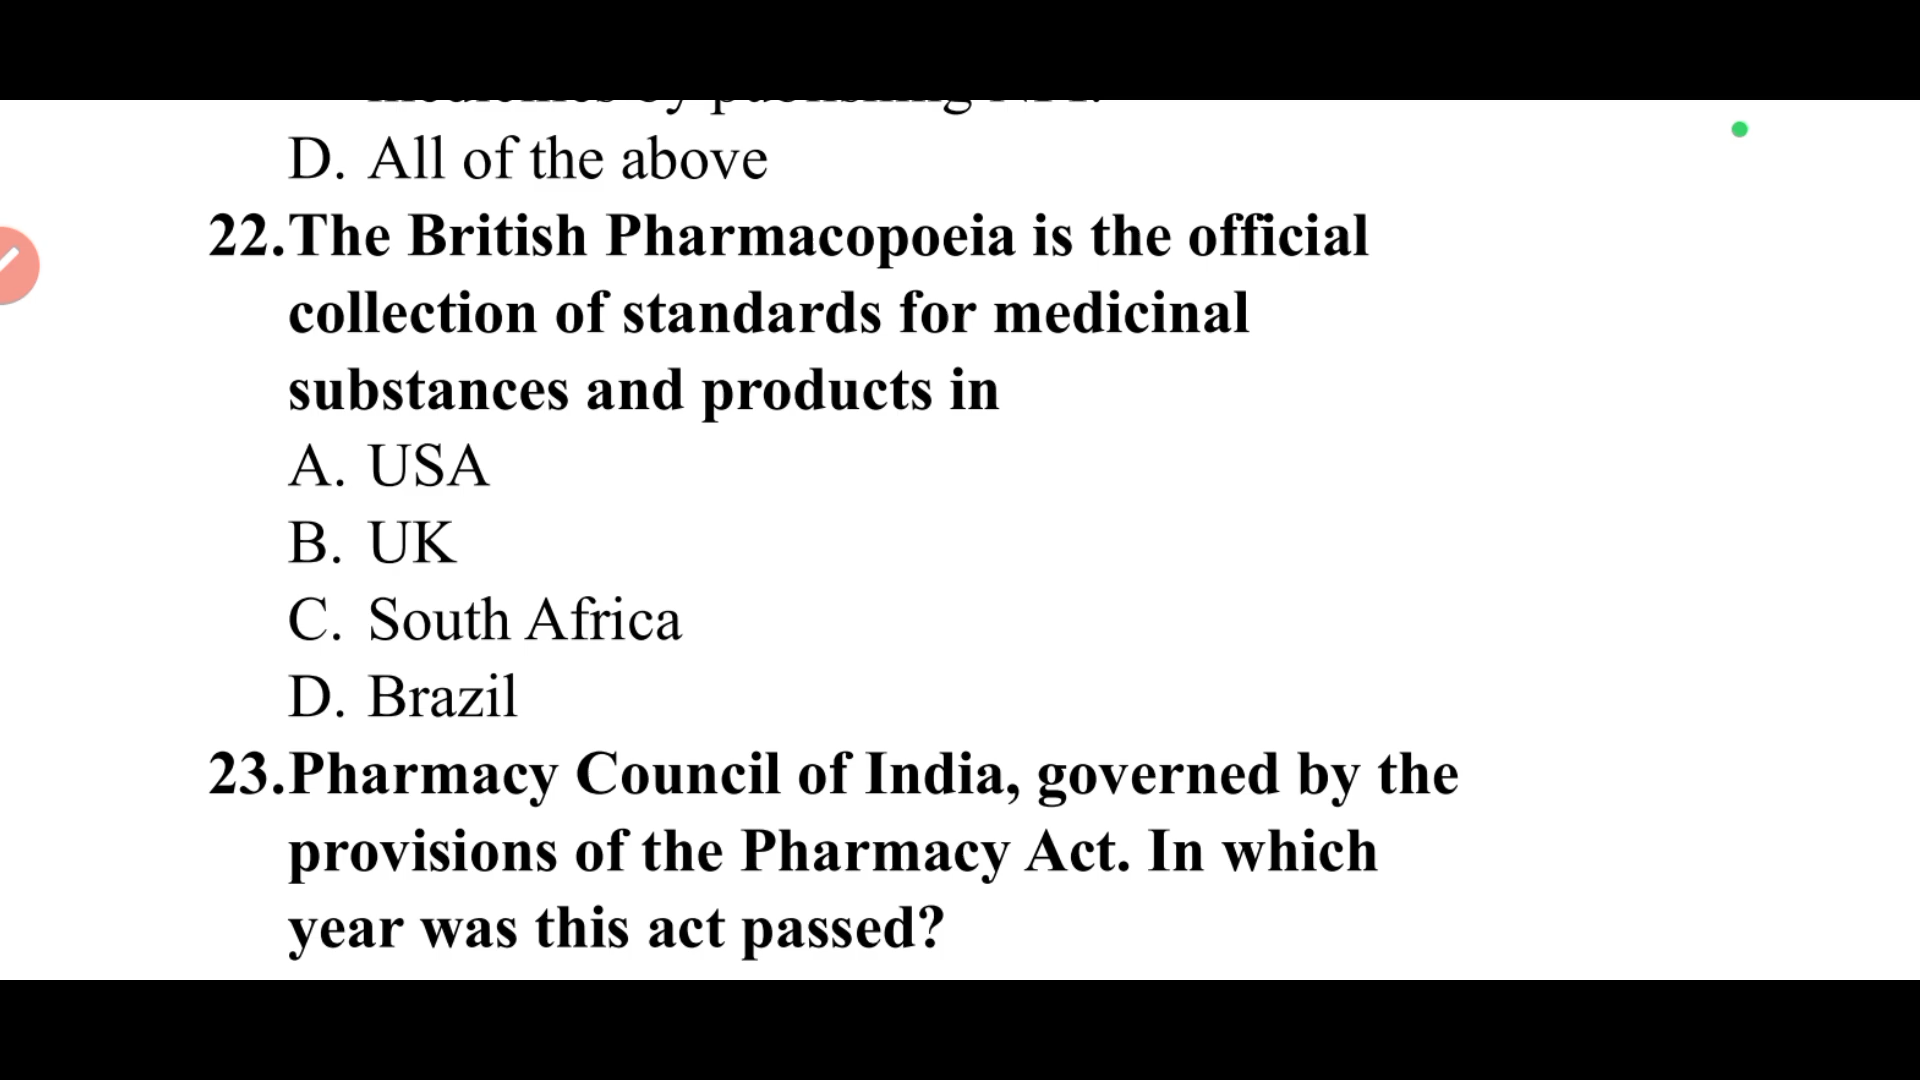 D. All of the above
22.The British Pharmacopoeia is the official
collection of standards for medicinal
substances and products in
A. USA
B. UK
C. South Africa
D. Brazil
23.Pharmacy Council of India, governed by the
provisions of the Pharmacy Act. In which
year was this act passed?